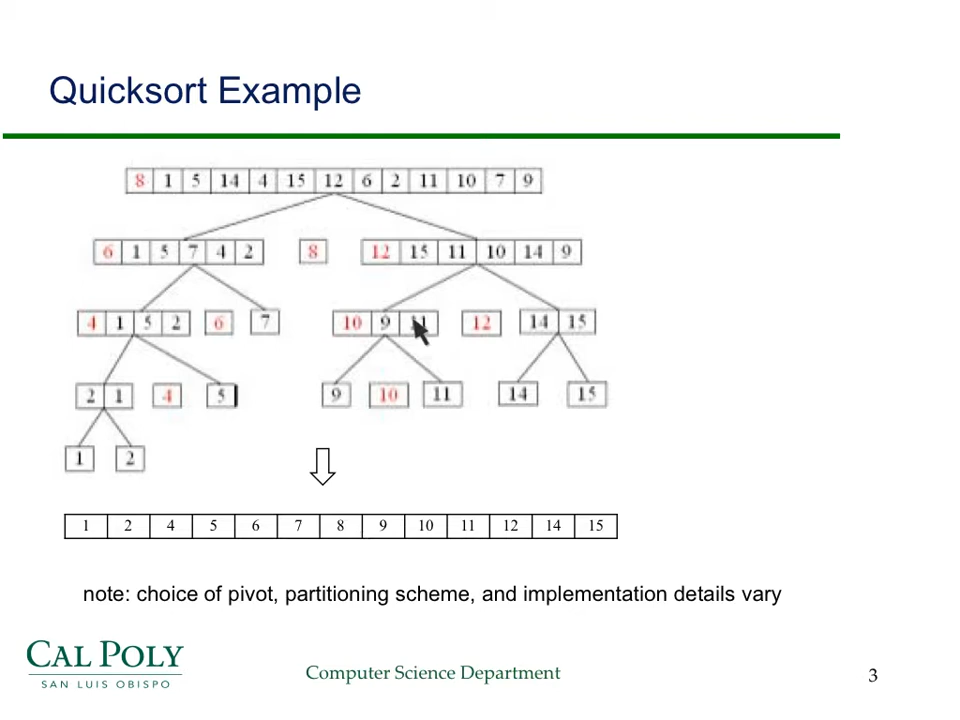 Quicksort Example
8 1 5 14 4 15 12 6 2 11 10 7 9
6 1 5 7 4 2 8 12 15 11 10 14 9
4 1 5 2 6 7 10 9 11 12 14 15
2 1 4 5 9 10 11 14 15
1 2
1 2 4 5 6 7 8 9 10 11 12 14 15
note: choice of pivot, partitioning scheme, and implementation details vary
CAL POLY
SAN LUIS OBISPO
Computer Science Department
3